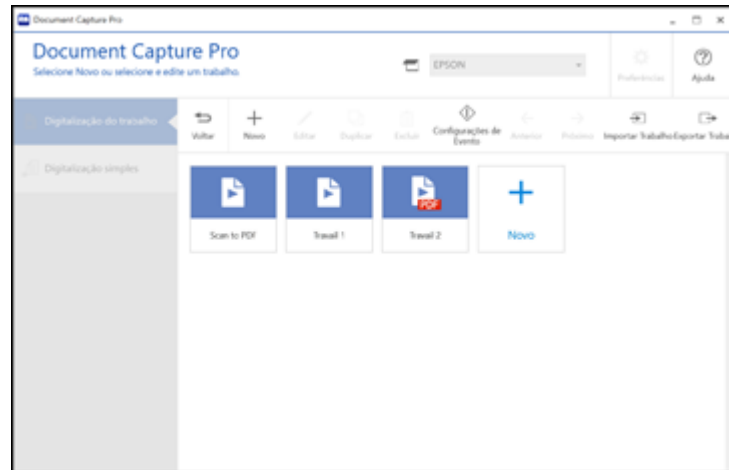 Document Capture Pro
Document Capture Pro
Selecione Novo ou selecione e edite um trabalho.
EPSON
Preferências
Ajuda
Digitalização do trabalho
Voltar
Novo
Editar
Duplicar
Excluir
Configurações de
Evento
Anterior
Próximo
Importar Trabalho
Exportar Traba
Digitalização simples
PDF
Scan to PDF
Travail 1
Travail 2
Novo